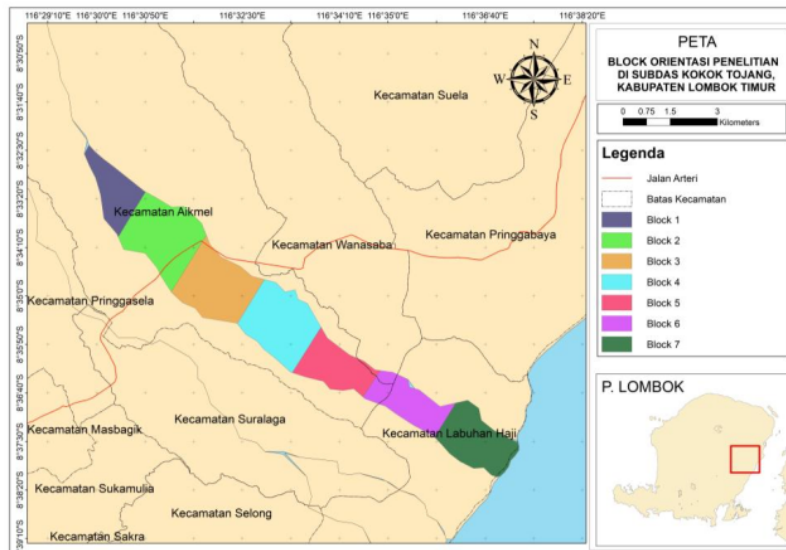 116°29'10"E 116°30'0"E 116°30'50"E 116°32'30"E 116°34'10"E 116°35'0"E 116°36'40"E 116°38'20"E
8°30'50"S
8°31'40"S
8°32'30"S
8°33'20"S
8°34'10"S
8°35'0"S
8°35'50"S
8°36'40"S
8°37'30"S
8°38'20"S
8°39'10"S
N
W E
S
Kecamatan Suela
Kecamatan Aikmel
Kecamatan Pringgabaya
Kecamatan Wanasaba
Kecamatan Pringgasela
Kecamatan Suralaga
Kecamatan Masbagik
Kecamatan Labuhan Haji
Kecamatan Sukamulia
Kecamatan Selong
Kecamatan Sakra
PETA
BLOCK ORIENTASI PENELITIAN
DI SUBDAS KOKOK TOJANG,
KABUPATEN LOMBOK TIMUR
0 0.75 1.5 3
Kilometers
Legenda
Jalan Arteri
Batas Kecamatan
Block 1
Block 2
Block 3
Block 4
Block 5
Block 6
Block 7
P. LOMBOK